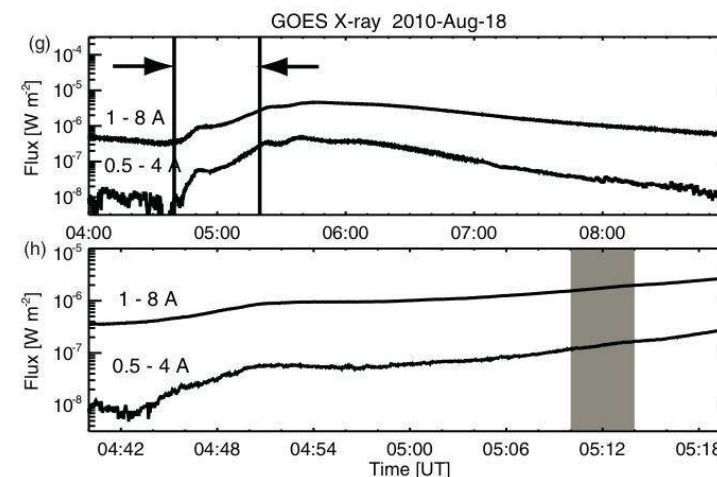 GOES X-ray 2010-Aug-18
(g)
Flux [W m⁻²]
10⁻⁴
10⁻⁵
10⁻⁶
10⁻⁷
10⁻⁸
1 - 8 A
0.5 - 4 A
04:00 05:00 06:00 07:00 08:00
(h)
Flux [W m⁻²]
10⁻⁵
10⁻⁶
10⁻⁷
10⁻⁸
1 - 8 A
0.5 - 4 A
04:42 04:48 04:54 05:00 05:06 05:12 05:18
Time [UT]